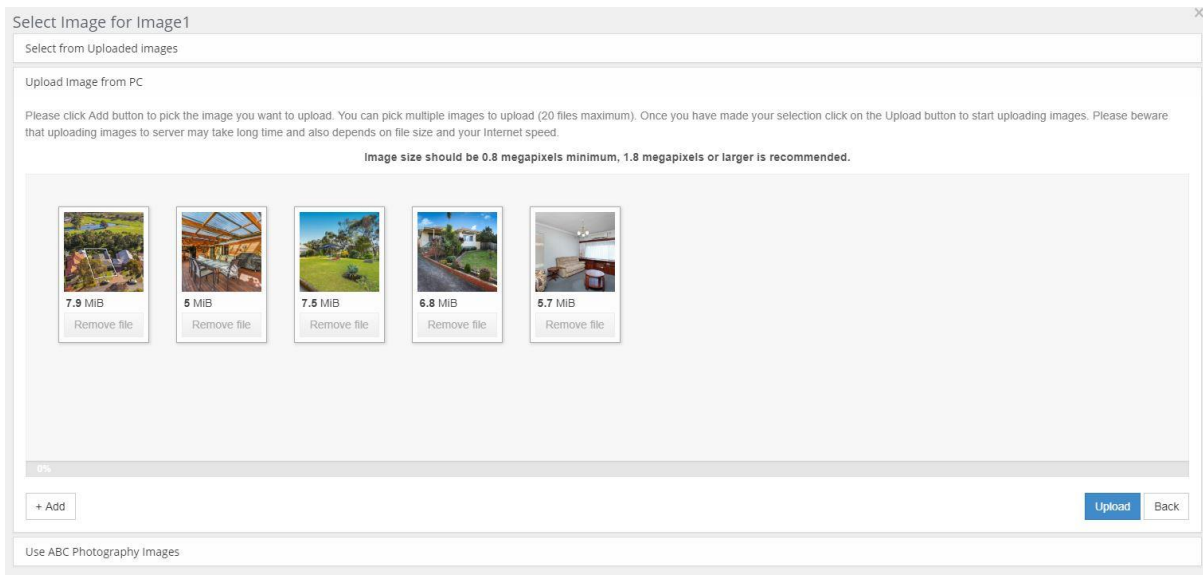 Select Image for Image1
×
Select from Uploaded images
Upload Image from PC
Please click Add button to pick the image you want to upload. You can pick multiple images to upload (20 files maximum). Once you have made your selection click on the Upload button to start uploading images. Please beware
that uploading images to server may take long time and also depends on file size and your Internet speed.
Image size should be 0.8 megapixels minimum, 1.8 megapixels or larger is recommended.
7.9 MiB 5 MiB 7.5 MiB 6.8 MiB 5.7 MiB
Remove file Remove file Remove file Remove file Remove file
0%
+ Add Upload Back
Use ABC Photography Images